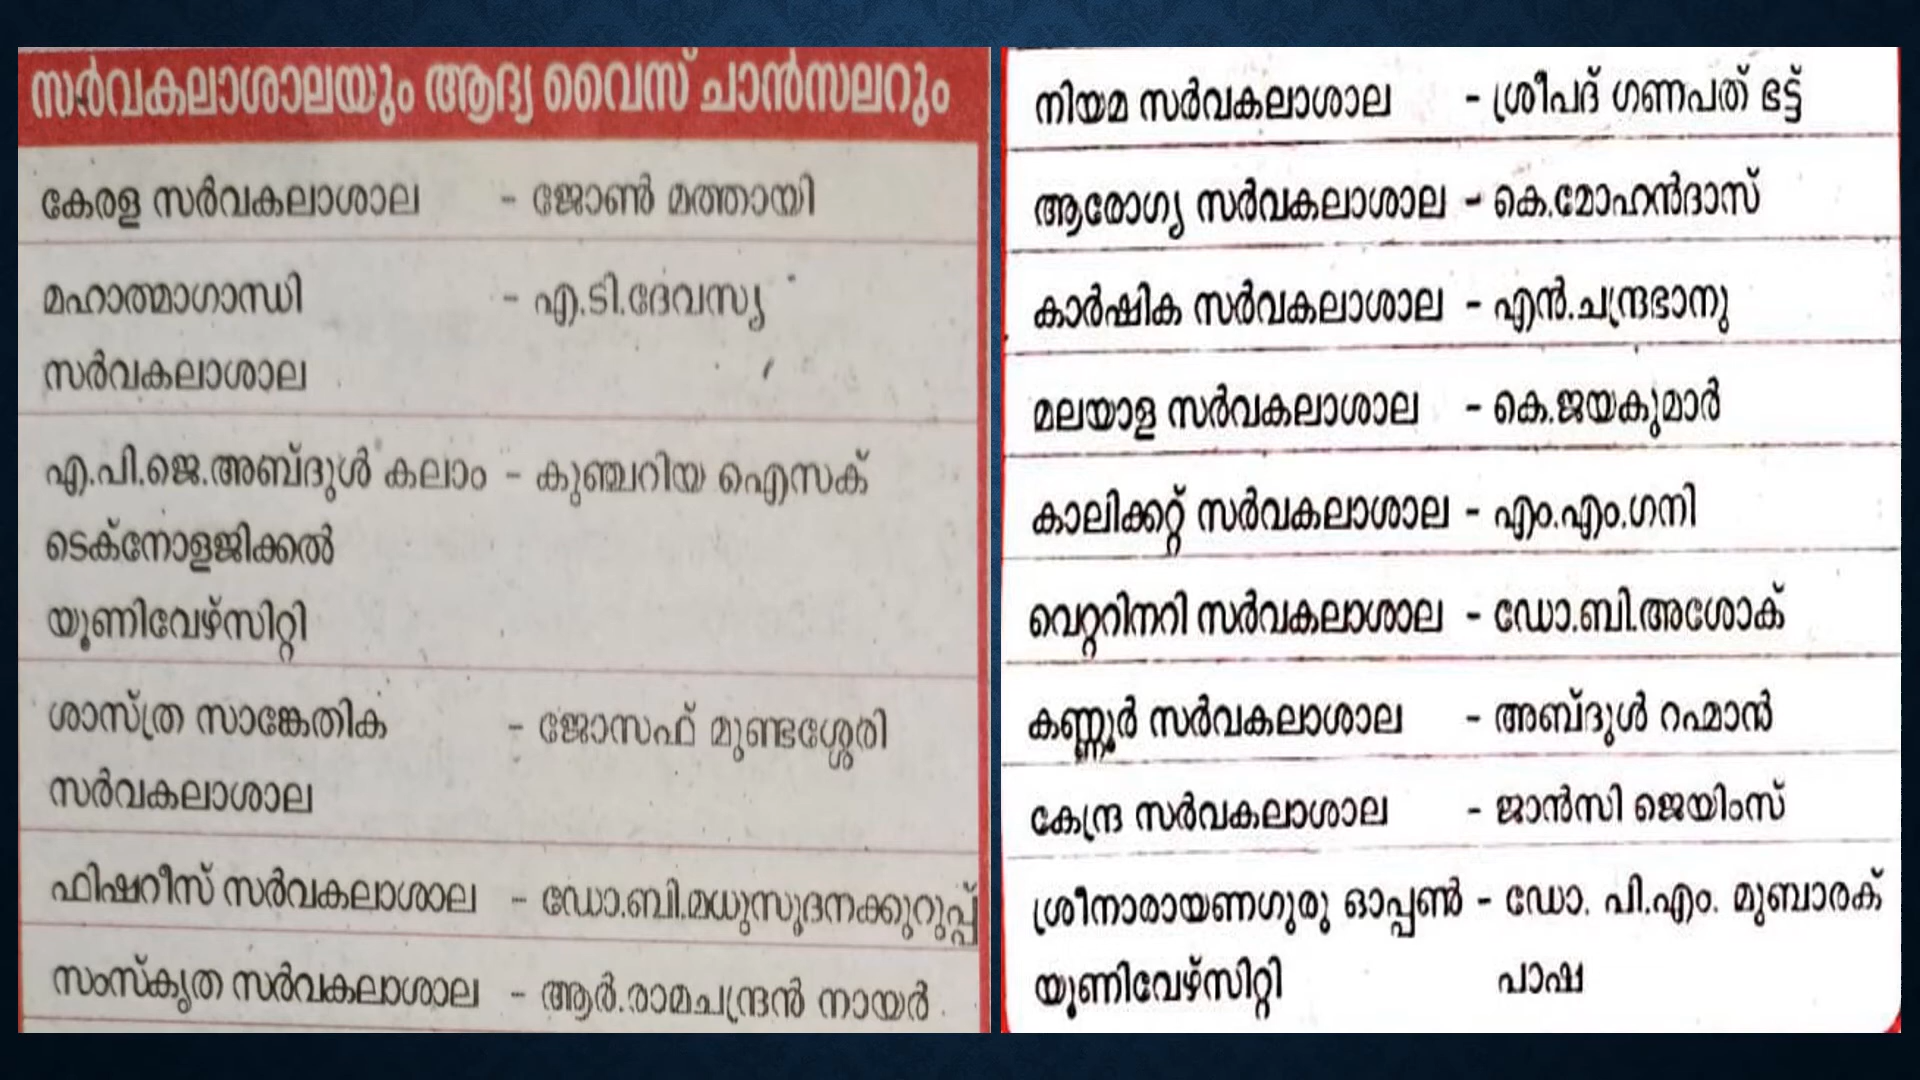 സർവകലാശാലയും ആദ്യ വൈസ് ചാൻസലറും
കേരള സർവകലാശാല - ജോൺ മത്തായി
മഹാത്മാഗാന്ധി - എ.ടി.ദേവസ്യ
സർവകലാശാല
എ.പി.ജെ.അബ്ദുൾ കലാം - കുഞ്ചറിയ ഐസക്
ടെക്നോളജിക്കൽ
യൂണിവേഴ്സിറ്റി
ശാസ്ത്ര സാങ്കേതിക - ജോസഫ് മുണ്ടശ്ശേരി
സർവകലാശാല
ഫിഷറീസ് സർവകലാശാല - ഡോ.ബി.മധുസൂദനക്കുറുപ്പ്
സംസ്കൃത സർവകലാശാല - ആർ.രാമചന്ദ്രൻ നായർ
നിയമ സർവകലാശാല - ശ്രീപദ് ഗണപത് ഭട്ട്
ആരോഗ്യ സർവകലാശാല - കെ.മോഹൻദാസ്
കാർഷിക സർവകലാശാല - എൻ.ചന്ദ്രഭാനു
മലയാള സർവകലാശാല - കെ.ജയകുമാർ
കാലിക്കറ്റ് സർവകലാശാല - എം.എം.ഗനി
വെറ്ററിനറി സർവകലാശാല - ഡോ.ബി.അശോക്
കണ്ണൂർ സർവകലാശാല - അബ്ദുൾ റഹ്മാൻ
കേന്ദ്ര സർവകലാശാല - ജാൻസി ജെയിംസ്
ശ്രീനാരായണഗുരു ഓപ്പൺ - ഡോ. പി.എം. മുബാരക്
യൂണിവേഴ്സിറ്റി പാഷ